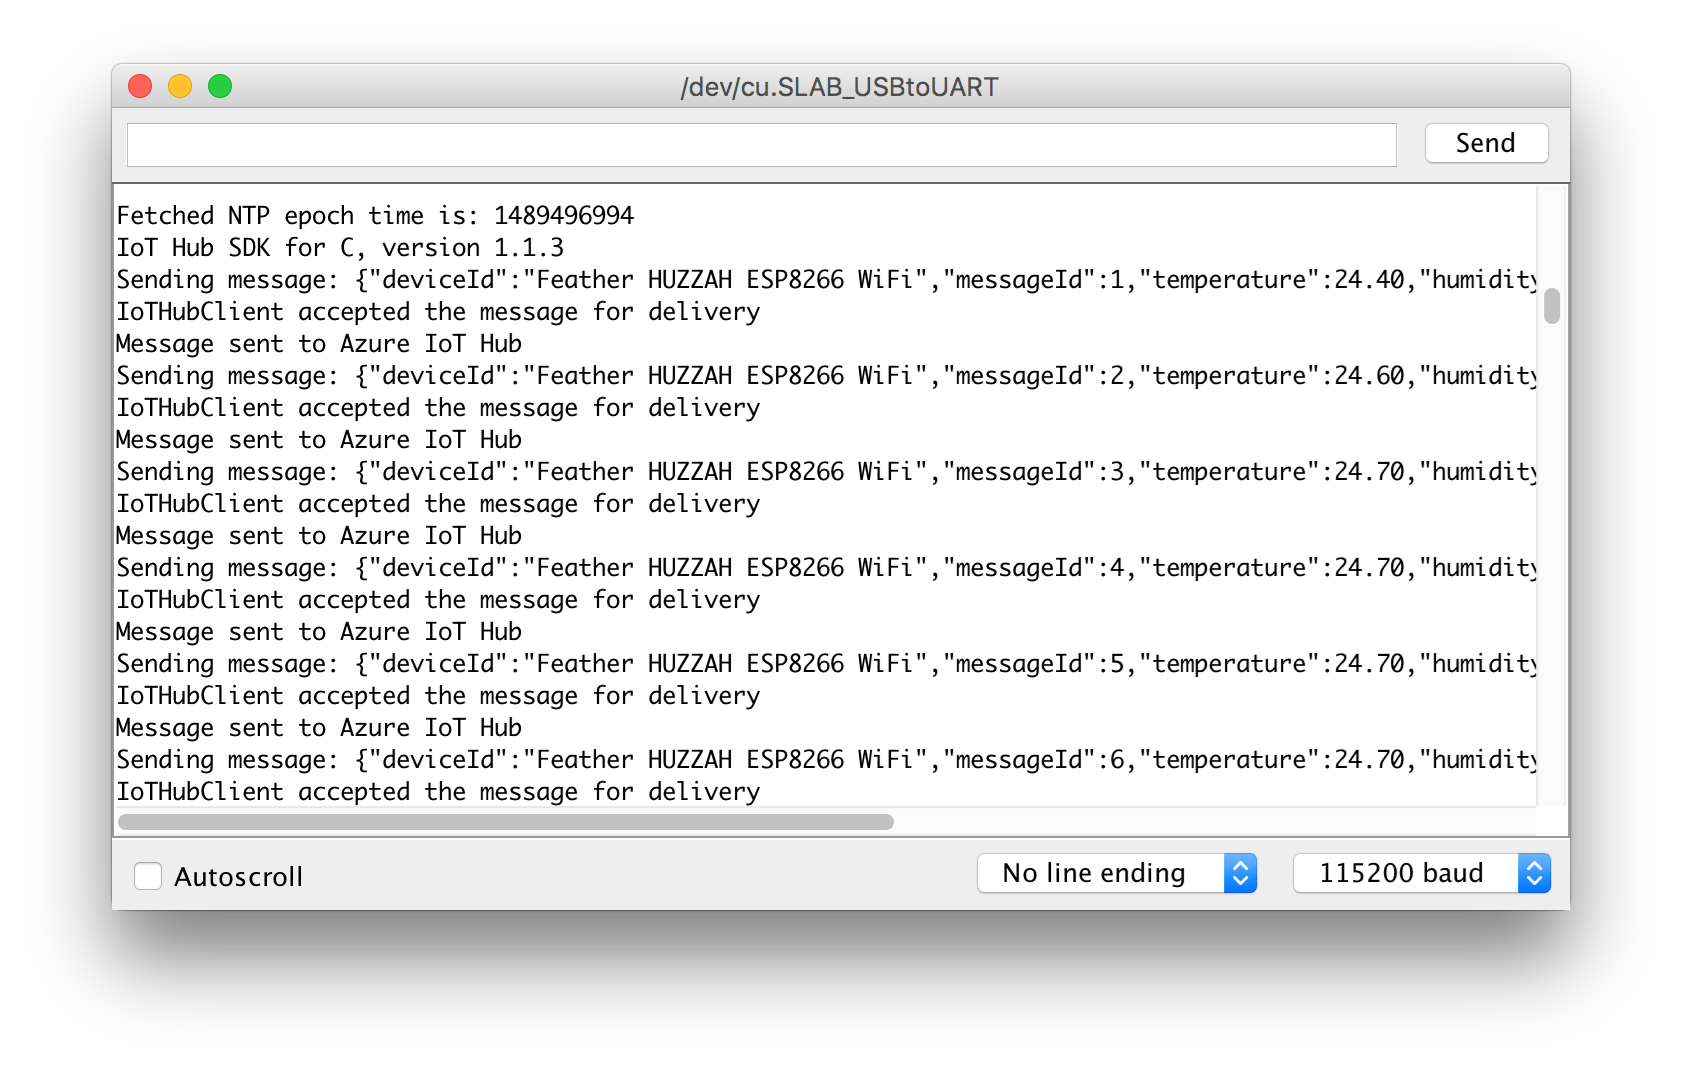 /dev/cu.SLAB_USBtoUART
Send
Fetched NTP epoch time is: 1489496994
IoT Hub SDK for C, version 1.1.3
Sending message: {"deviceId":"Feather HUZZAH ESP8266 WiFi","messageId":1,"temperature":24.40,"humidity
IoTHubClient accepted the message for delivery
Message sent to Azure IoT Hub
Sending message: {"deviceId":"Feather HUZZAH ESP8266 WiFi","messageId":2,"temperature":24.60,"humidity
IoTHubClient accepted the message for delivery
Message sent to Azure IoT Hub
Sending message: {"deviceId":"Feather HUZZAH ESP8266 WiFi","messageId":3,"temperature":24.70,"humidity
IoTHubClient accepted the message for delivery
Message sent to Azure IoT Hub
Sending message: {"deviceId":"Feather HUZZAH ESP8266 WiFi","messageId":4,"temperature":24.70,"humidity
IoTHubClient accepted the message for delivery
Message sent to Azure IoT Hub
Sending message: {"deviceId":"Feather HUZZAH ESP8266 WiFi","messageId":5,"temperature":24.70,"humidity
IoTHubClient accepted the message for delivery
Message sent to Azure IoT Hub
Sending message: {"deviceId":"Feather HUZZAH ESP8266 WiFi","messageId":6,"temperature":24.70,"humidity
IoTHubClient accepted the message for delivery
Autoscroll
No line ending
115200 baud